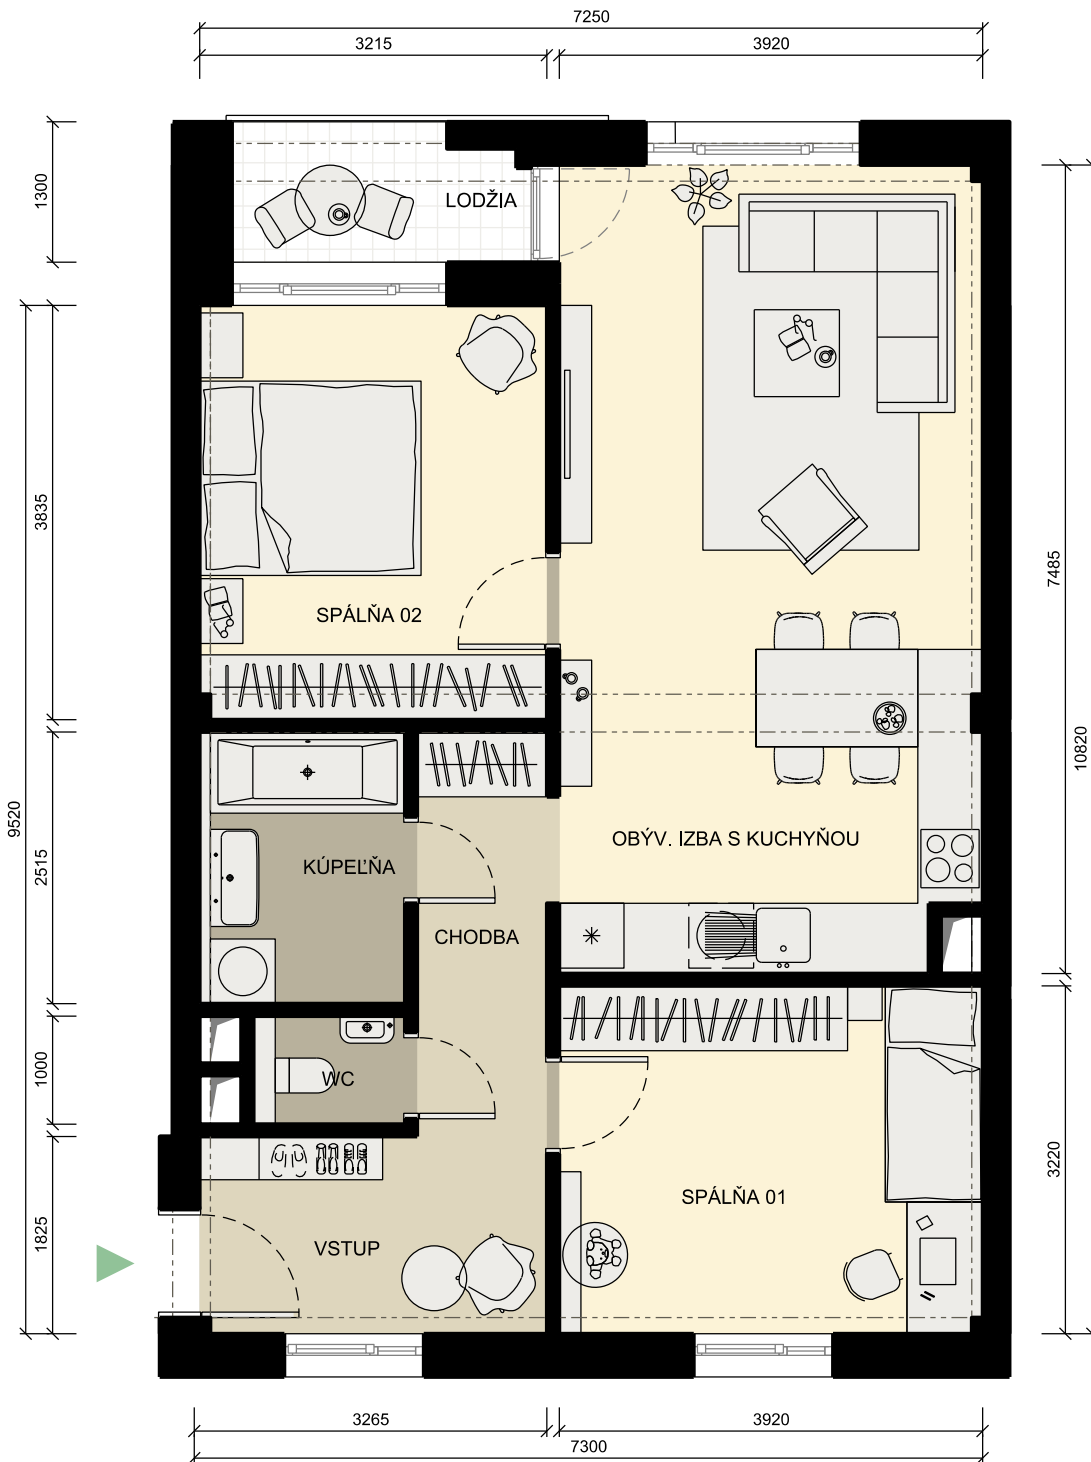 7250
3215
3920
1300
LODŽIA
3835
7485
SPÁLŇA 02
10820
9520
2515
OBÝV. IZBA S KUCHYŇOU
KÚPEĽŇA
CHODBA
1000
WC
3220
SPÁLŇA 01
1825
VSTUP
3265
3920
7300